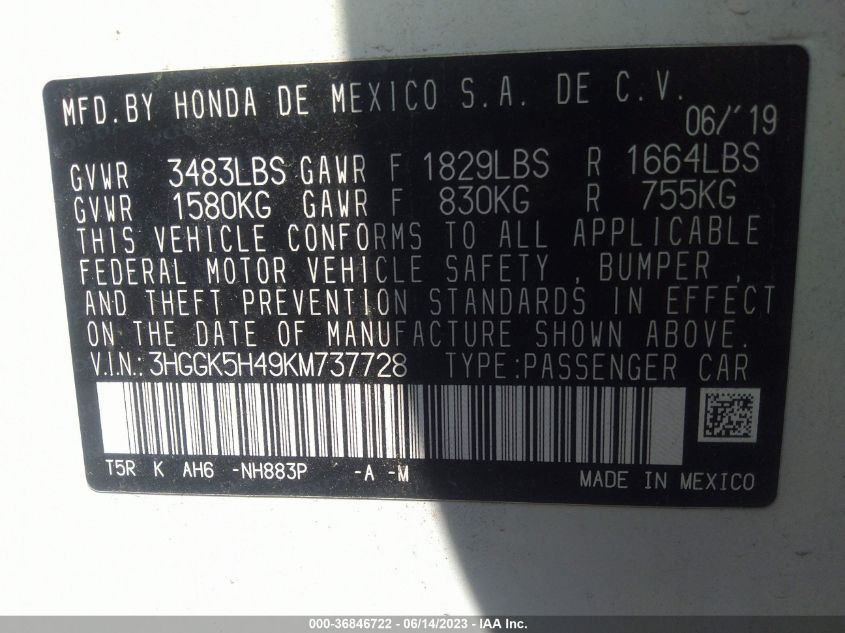 MFD.BY HONDA DE MEXICO S.A. DE C.V.
06/'19
GVWR 3483LBS GAWR F 1829LBS R 1664LBS
GVWR 1580KG GAWR F 830KG R 755KG
THIS VEHICLE CONFORMS TO ALL APPLICABLE
FEDERAL MOTOR VEHICLE SAFETY , BUMPER ,
AND THEFT PREVENTION STANDARDS IN EFFECT
ON THE DATE OF MANUFACTURE SHOWN ABOVE.
V.I.N.:3HGGK5H49KM737728 TYPE:PASSENGER CAR
T5R K AH6 -NH883P -A -M
MADE IN MEXICO
000-36846722 - 06/14/2023 - IAA Inc.